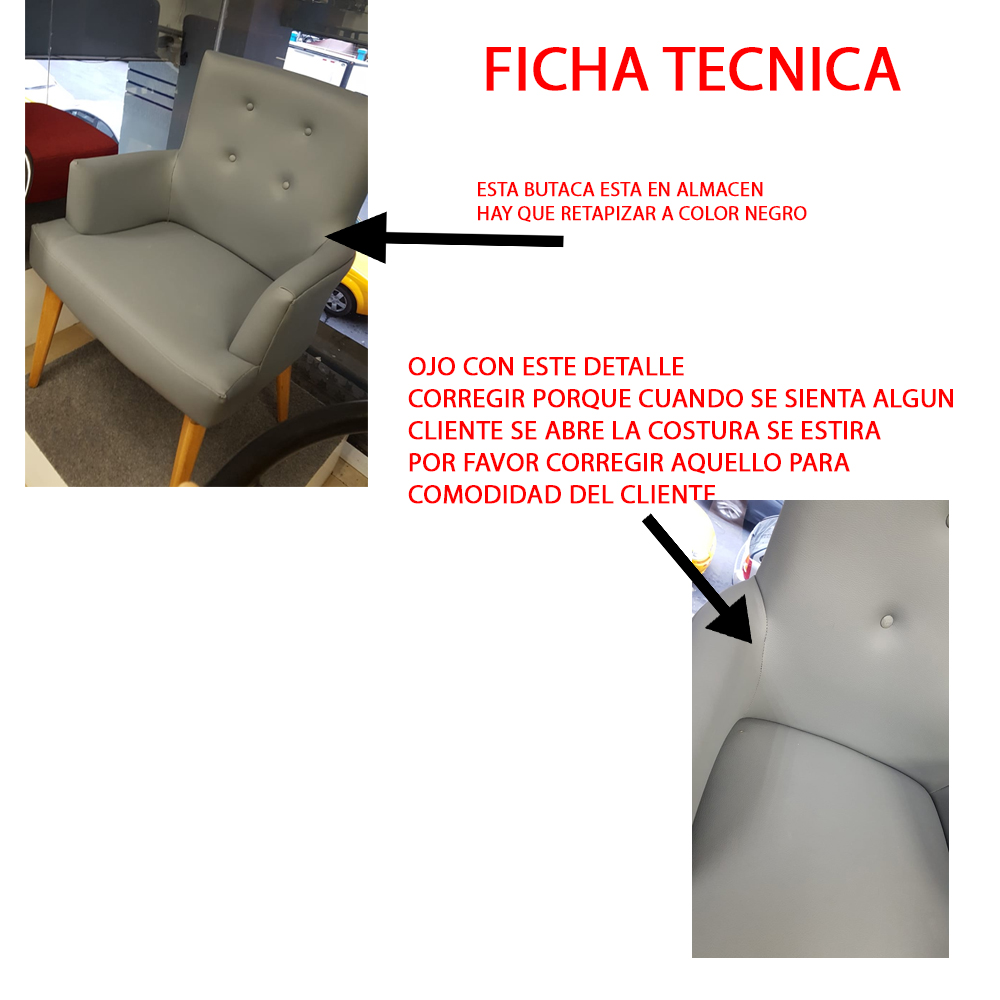 FICHA TECNICA
ESTA BUTACA ESTA EN ALMACEN
HAY QUE RETAPIZAR A COLOR NEGRO
OJO CON ESTE DETALLE
CORREGIR PORQUE CUANDO SE SIENTA ALGUN
CLIENTE SE ABRE LA COSTURA SE ESTIRA
POR FAVOR CORREGIR AQUELLO PARA
COMODIDAD DEL CLIENTE